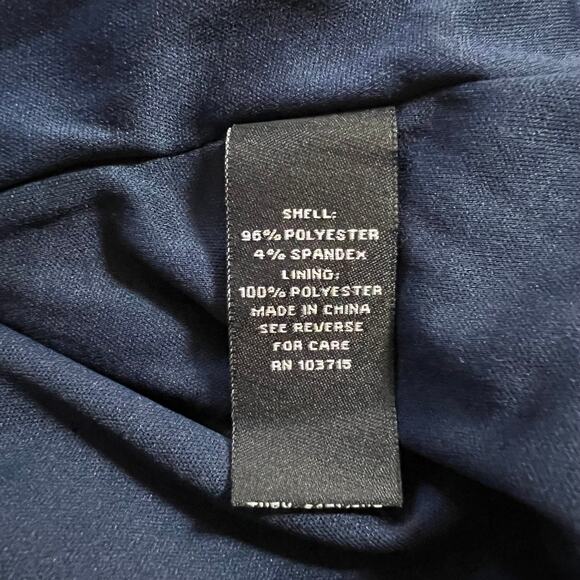 SHELL:
96% POLYESTER
4% SPANDEX
LINING:
100% POLYESTER
MADE IN CHINA
SEE REVERSE
FOR CARE
RN 103715